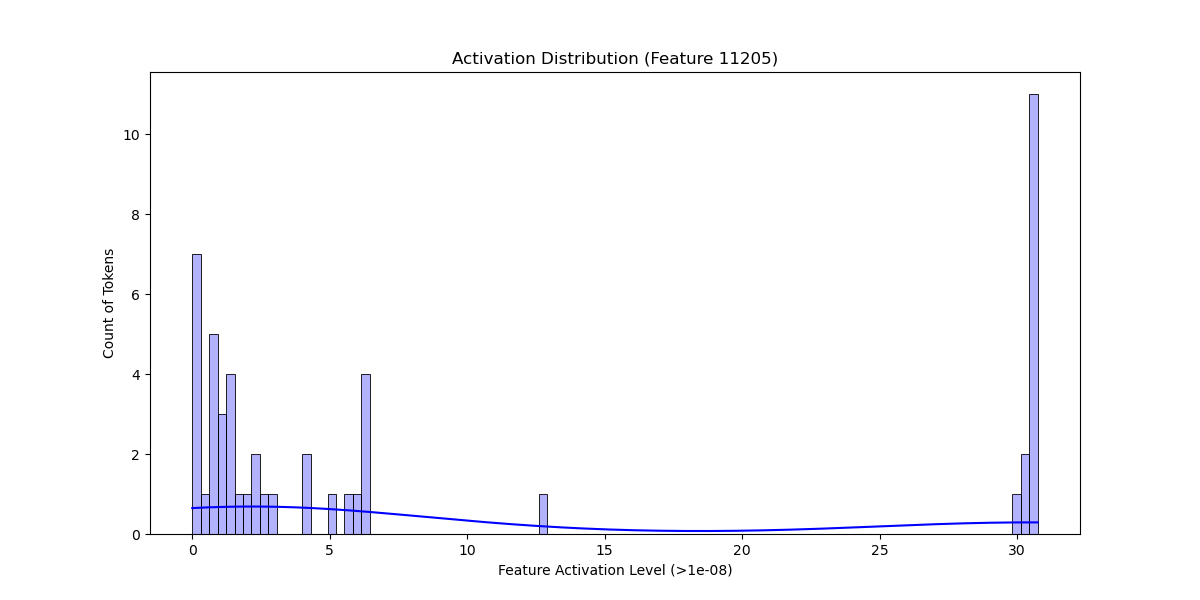 Activation Distribution (Feature 11205)
Count of Tokens
10
8
6
4
2
0
0 5 10 15 20 25 30
Feature Activation Level (>1e-08)